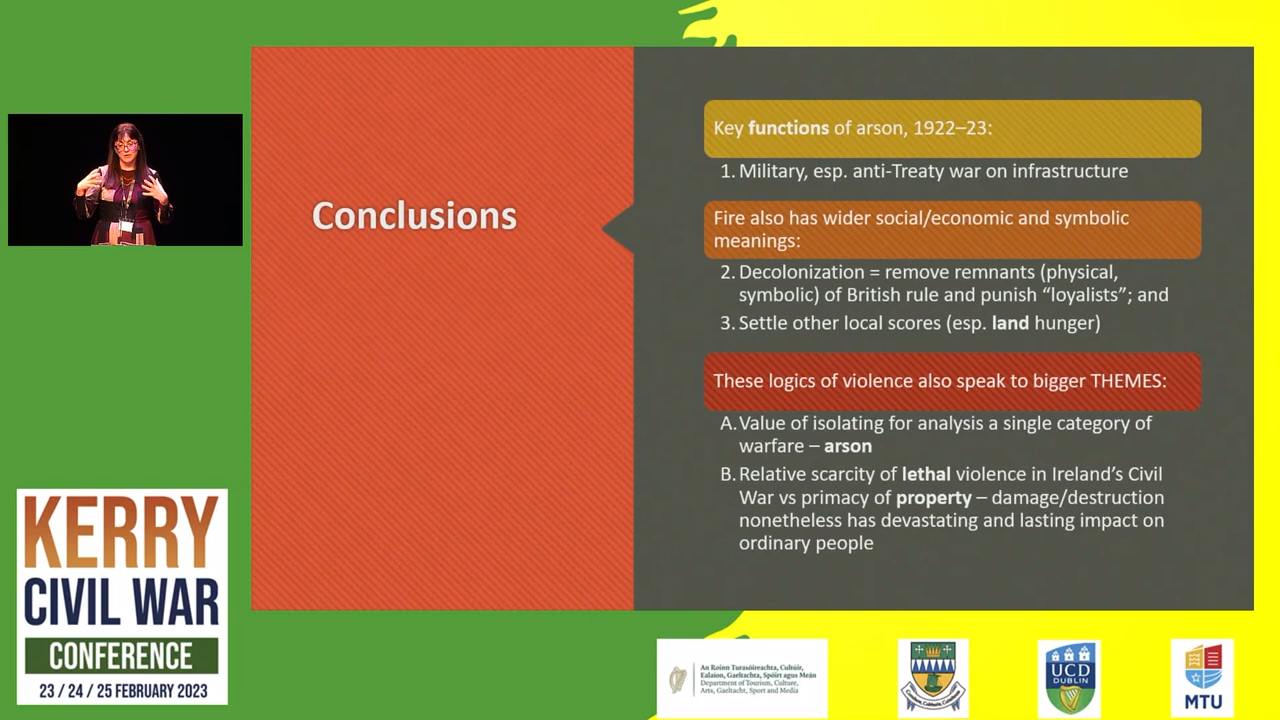 Conclusions
Key functions of arson, 1922–23:
1. Military, esp. anti-Treaty war on infrastructure
Fire also has wider social/economic and symbolic
meanings:
2. Decolonization = remove remnants (physical,
symbolic) of British rule and punish “loyalists”; and
3. Settle other local scores (esp. land hunger)
These logics of violence also speak to bigger THEMES:
A. Value of isolating for analysis a single category of
warfare – arson
B. Relative scarcity of lethal violence in Ireland’s Civil
War vs primacy of property – damage/destruction
nonetheless has devastating and lasting impact on
ordinary people
KERRY
CIVIL WAR
CONFERENCE
23 / 24 / 25 FEBRUARY 2023
An Roinn Turasóireachta, Cultúir,
Ealaíon, Gaeltachta, Spóirt agus Meán
Department of Tourism, Culture,
Arts, Gaeltacht, Sport and Media
UCD
DUBLIN
MTU